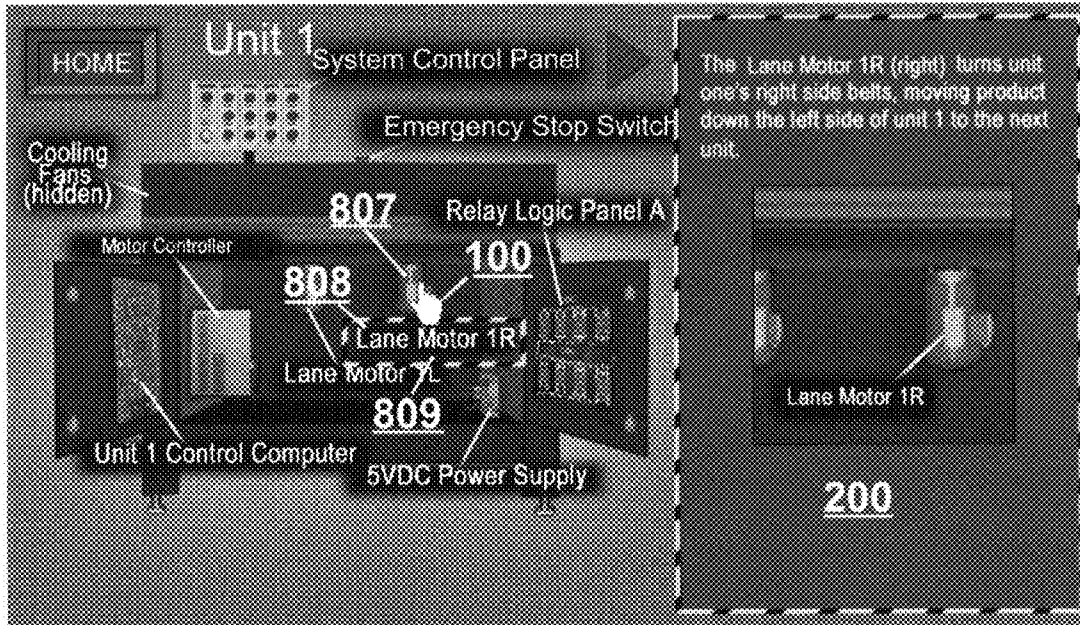 HOME
Unit 1
System Control Panel
Emergency Stop Switch
Cooling
Fans
(hidden)
807
Relay Logic Panel A
Motor Controller
100
808
Lane Motor 1R
Lane Motor 1L
809
Unit 1 Control Computer
5VDC Power Supply
The Lane Motor 1R (right) turns unit
one's right side belts, moving product
down the left side of unit 1 to the next
unit.
Lane Motor 1R
200